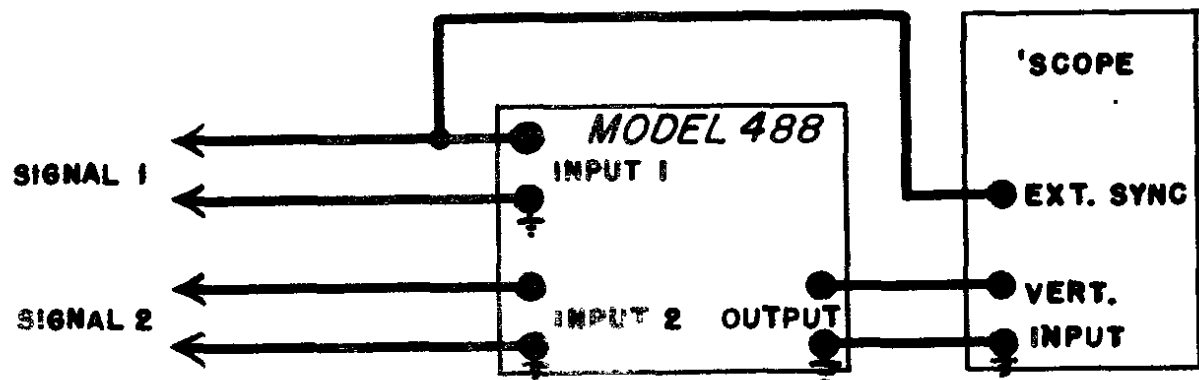 'SCOPE
MODEL 488
SIGNAL 1
INPUT 1
EXT. SYNC
SIGNAL 2
INPUT 2
OUTPUT
VERT.
INPUT